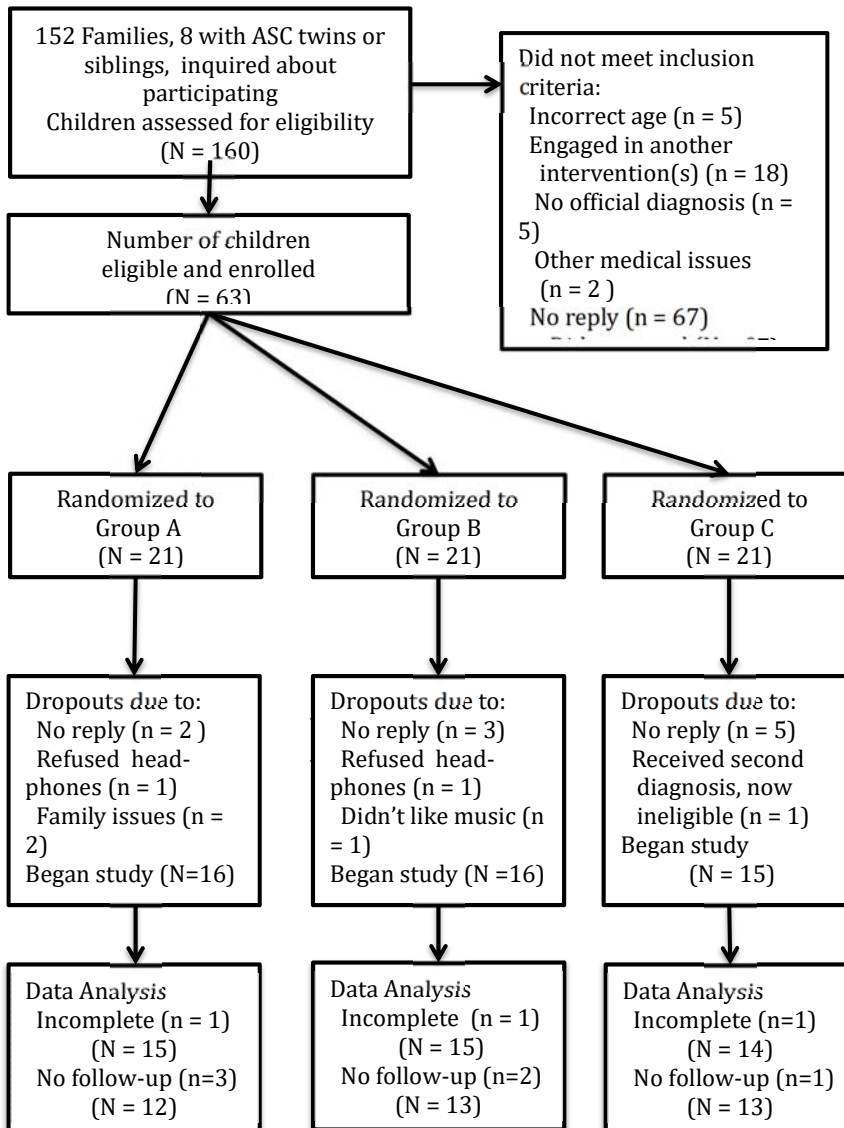 152 Families, 8 with ASC twins or
siblings, inquired about
participating
Children assessed for eligibility
(N = 160)
Did not meet inclusion
criteria:
Incorrect age (n = 5)
Engaged in another
intervention(s) (n = 18)
No official diagnosis (n =
5)
Other medical issues
(n = 2 )
No reply (n = 67)
Number of children
eligible and enrolled
(N = 63)
Randomized to
Group A
(N = 21)
Randomized to
Group B
(N = 21)
Randomized to
Group C
(N = 21)
Dropouts due to:
No reply (n = 2 )
Refused head-
phones (n = 1)
Family issues (n =
2)
Began study (N=16)
Dropouts due to:
No reply (n = 3)
Refused head-
phones (n = 1)
Didn't like music (n
= 1)
Began study (N =16)
Dropouts due to:
No reply (n = 5)
Received second
diagnosis, now
ineligible (n = 1)
Began study
(N = 15)
Data Analysis
Incomplete (n = 1)
(N = 15)
No follow-up (n=3)
(N = 12)
Data Analysis
Incomplete (n = 1)
(N = 15)
No follow-up (n=2)
(N = 13)
Data Analysis
Incomplete (n=1)
(N = 14)
No follow-up (n=1)
(N = 13)